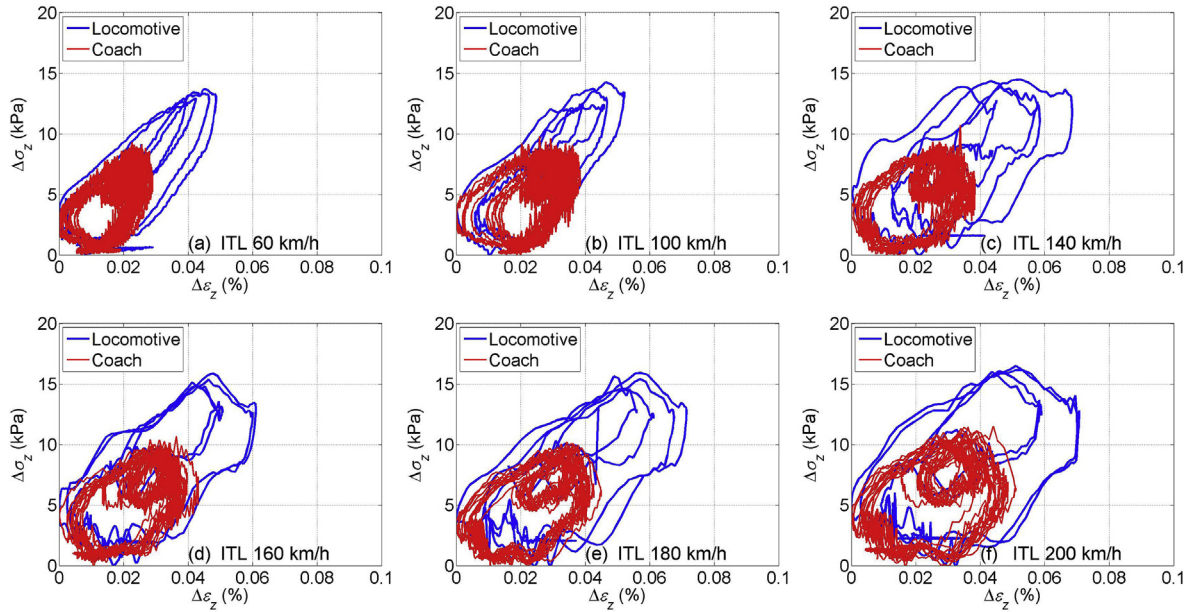 20
15
10
5
0
Δσz (kPa)
Locomotive
Coach
(a) ITL 60 km/h
0 0.02 0.04 0.06 0.08 0.1
Δεz (%)
20
15
10
5
0
Δσz (kPa)
Locomotive
Coach
(b) ITL 100 km/h
0 0.02 0.04 0.06 0.08 0.1
Δεz (%)
20
15
10
5
0
Δσz (kPa)
Locomotive
Coach
(c) ITL 140 km/h
0 0.02 0.04 0.06 0.08 0.1
Δεz (%)
20
15
10
5
0
Δσz (kPa)
Locomotive
Coach
(d) ITL 160 km/h
0 0.02 0.04 0.06 0.08 0.1
Δεz (%)
20
15
10
5
0
Δσz (kPa)
Locomotive
Coach
(e) ITL 180 km/h
0 0.02 0.04 0.06 0.08 0.1
Δεz (%)
20
15
10
5
0
Δσz (kPa)
Locomotive
Coach
(f) ITL 200 km/h
0 0.02 0.04 0.06 0.08 0.1
Δεz (%)